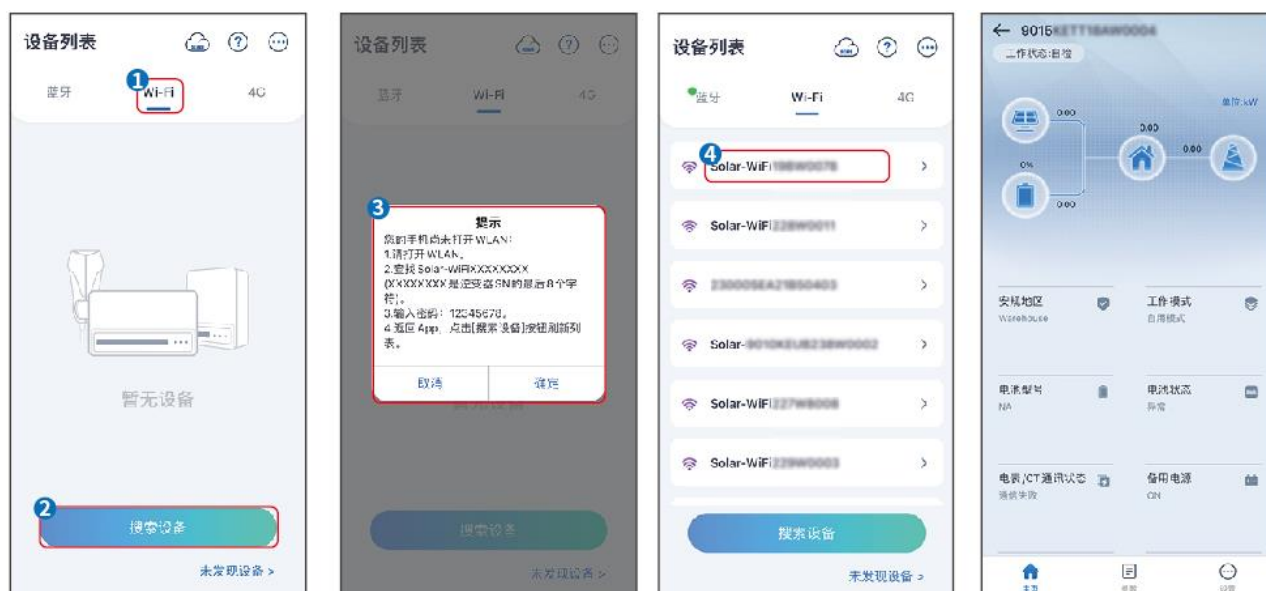 设备列表
1
蓝牙
Wi-Fi
4G
暂无设备
2
搜索设备
未发现设备 >
设备列表
蓝牙
Wi-Fi
4G
3
提示
您的手机尚未打开WLAN:
1.请打开WLAN。
2.查找Solar-WiFiXXXXXXXX
(XXXXXXXX是逆变器SN的最后8个字
符)。
3.输入密码：12345678。
4.返回App，点击[搜索设备]按钮刷新列
表。
取消
确定
搜索设备
未发现设备 >
设备列表
蓝牙
Wi-Fi
4G
4
Solar-WiFi
Solar-WiFi
Solar-
Solar-WiFi
Solar-WiFi
搜索设备
未发现设备 >
← 9015
工作状态:自检
单位:kW
0.00
0.00
0.00
0%
0.00
安规地区
Warehouse
工作模式
自用模式
电池型号
NA
电池状态
异常
电表/CT通讯状态
通信失败
备用电源
ON
主页
参数
设置